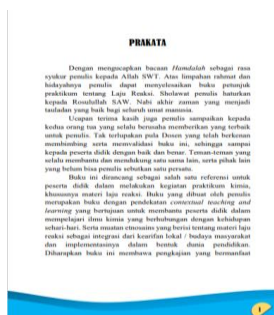 PRAKATA
Dengan mengucapkan bacaan Hamdalah sebagai rasa
syukur penulis kepada Allah SWT. Atas limpahan rahmat dan
hidayahnya penulis dapat menyelesaikan buku petunjuk
praktikum tentang Laju Reaksi. Sholawat penulis haturkan
kepada Rosulullah SAW. Nabi akhir zaman yang menjadi
tauladan yang baik bagi seluruh umat manusia.
Ucapan terima kasih juga penulis sampaikan kepada
kedua orang tua yang selalu berusaha memberikan yang terbaik
untuk penulis. Tak terlupakan pula Dosen yang telah berkenan
membimbing serta memvalidasi buku ini, sehingga sampai
kepada peserta didik dengan baik dan benar. Teman-teman yang
selalu membantu dan mendukung satu sama lain, serta pihak lain
yang belum bisa penulis sebutkan satu persatu.
Buku ini dirancang sebagai salah satu referensi untuk
peserta didik dalam melakukan kegiatan praktikum kimia,
khususnya materi laju reaksi. Buku yang dibuat oleh penulis
merupakan buku dengan pendekatan contextual teaching and
learning yang bertujuan untuk membantu peserta didik dalam
mempelajari ilmu kimia yang berhubungan dengan kehidupan
sehari-hari. Serta muatan etnosains yang berisi tentang materi laju
reaksi sebagai integrasi dari kearifan lokal / budaya masyarakat
dan implementasinya dalam bentuk dunia pendidikan.
Diharapkan buku ini membawa pengkajian yang bermanfaat